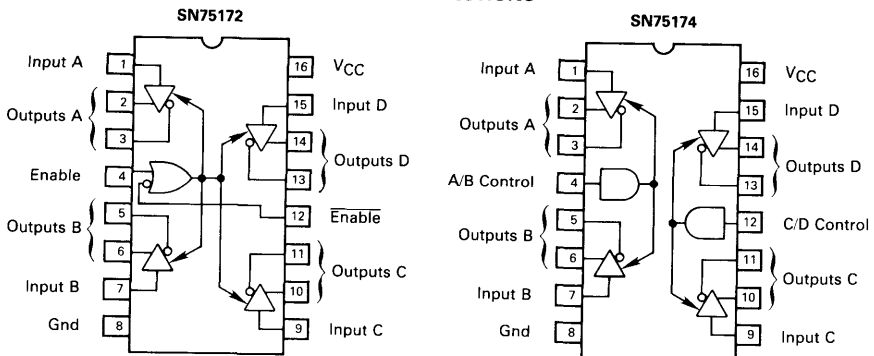 SN75172
Input A 1
16 VCC
Outputs A 2
3
15 Input D
14
13 Outputs D
Enable 4
12 Enable
Outputs B 5
6
11
10 Outputs C
Input B 7
Gnd 8
9 Input C
SN75174
Input A 1
16 VCC
Outputs A 2
3
15 Input D
14
13 Outputs D
A/B Control 4
12 C/D Control
Outputs B 5
6
11
10 Outputs C
Input B 7
Gnd 8
9 Input C